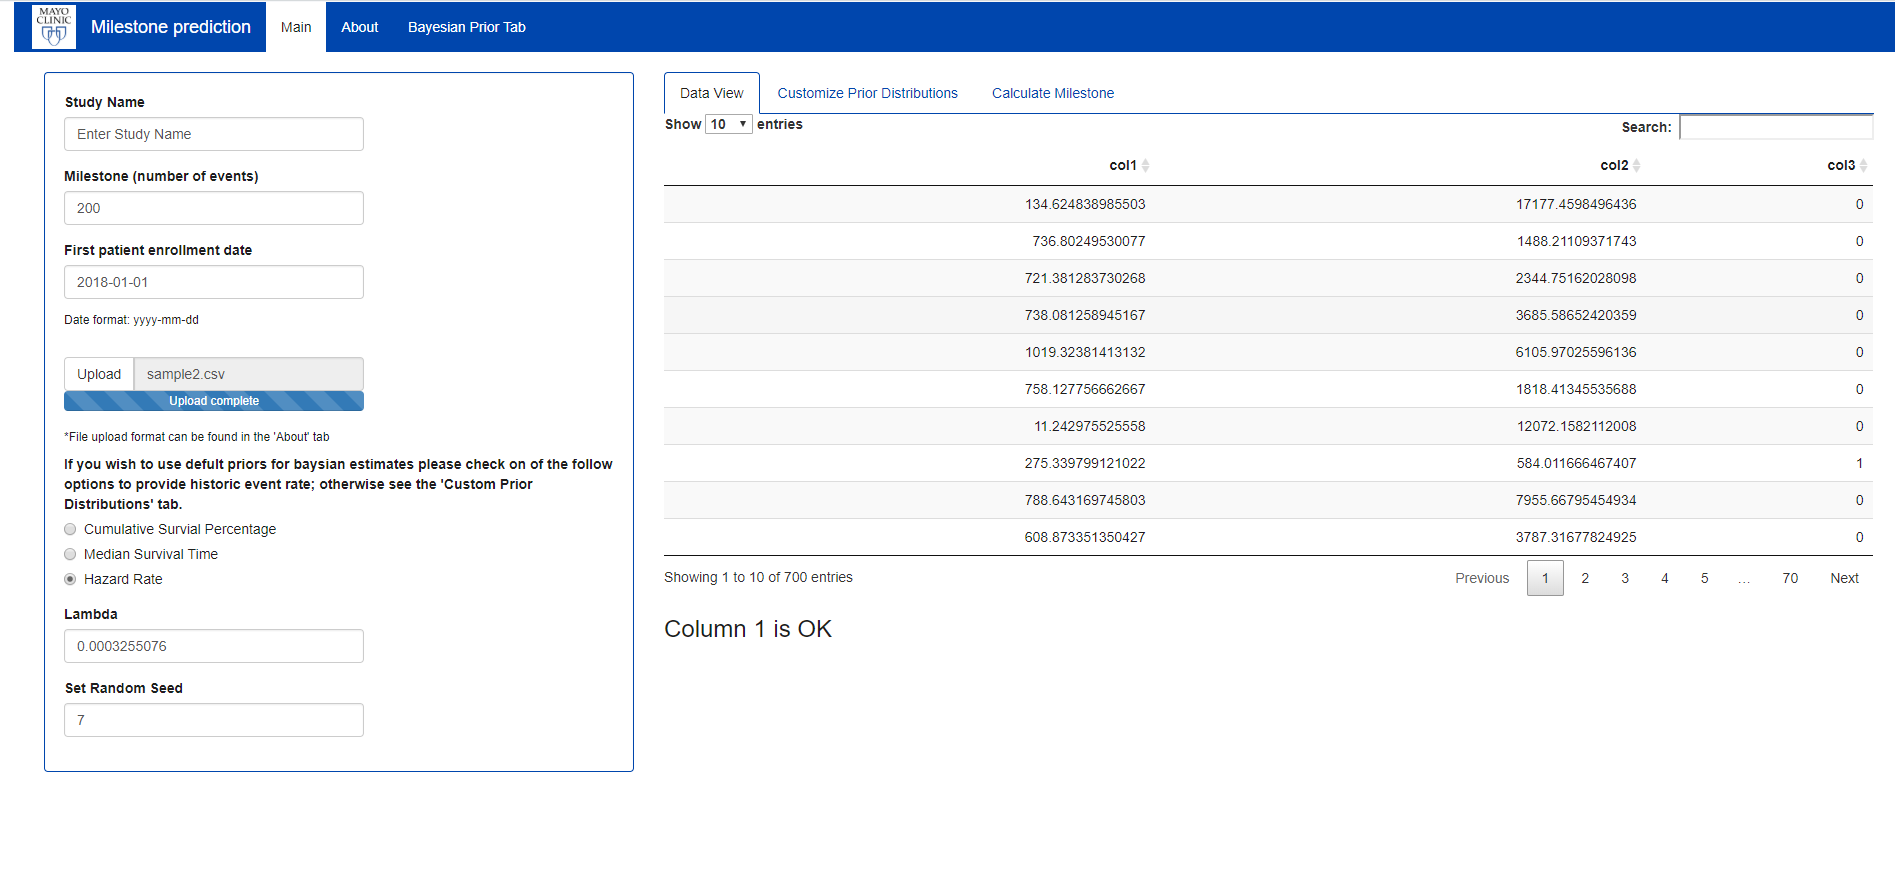 MAYO
CLINIC
Milestone prediction
Main
About
Bayesian Prior Tab
Study Name
Enter Study Name
Milestone (number of events)
200
First patient enrollment date
2018-01-01
Date format: yyyy-mm-dd
Upload
sample2.csv
Upload complete
*File upload format can be found in the 'About' tab
If you wish to use defult priors for baysian estimates please check on of the follow
options to provide historic event rate; otherwise see the 'Custom Prior
Distributions' tab.
Cumulative Survial Percentage
Median Survival Time
Hazard Rate
Lambda
0.0003255076
Set Random Seed
7
Data View
Customize Prior Distributions
Calculate Milestone
Show 10 entries
Search:
col1 col2 col3
134.624838985503 17177.4598496436 0
736.80249530077 1488.21109371743 0
721.381283730268 2344.75162028098 0
738.081258945167 3685.58652420359 0
1019.32381413132 6105.97025596136 0
758.127756662667 1818.41345535688 0
11.242975525558 12072.1582112008 0
275.339799121022 584.011666467407 1
788.643169745803 7955.66795454934 0
608.873351350427 3787.31677824925 0
Showing 1 to 10 of 700 entries
Previous 1 2 3 4 5 … 70 Next
Column 1 is OK